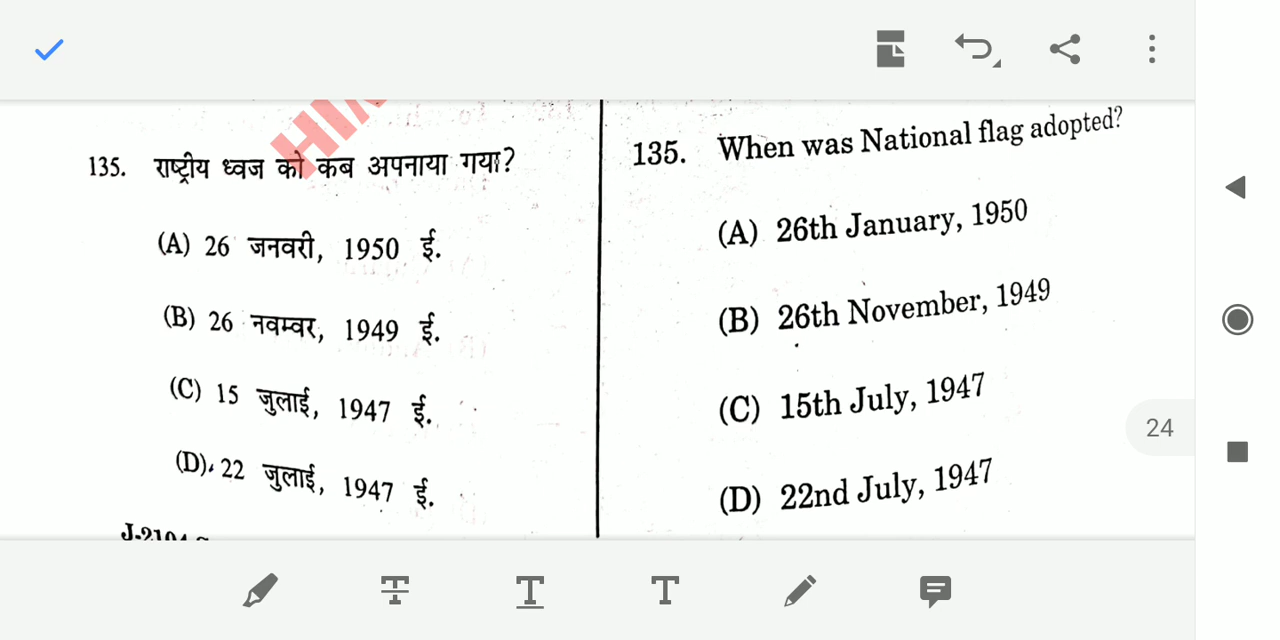 135. राष्ट्रीय ध्वज को कब अपनाया गया?
(A) 26 जनवरी, 1950 ई.
(B) 26 नवम्वर, 1949 ई.
(C) 15 जुलाई, 1947 ई.
(D) 22 जुलाई, 1947 ई.
135. When was National flag adopted?
(A) 26th January, 1950
(B) 26th November, 1949
(C) 15th July, 1947
(D) 22nd July, 1947
24
T T T